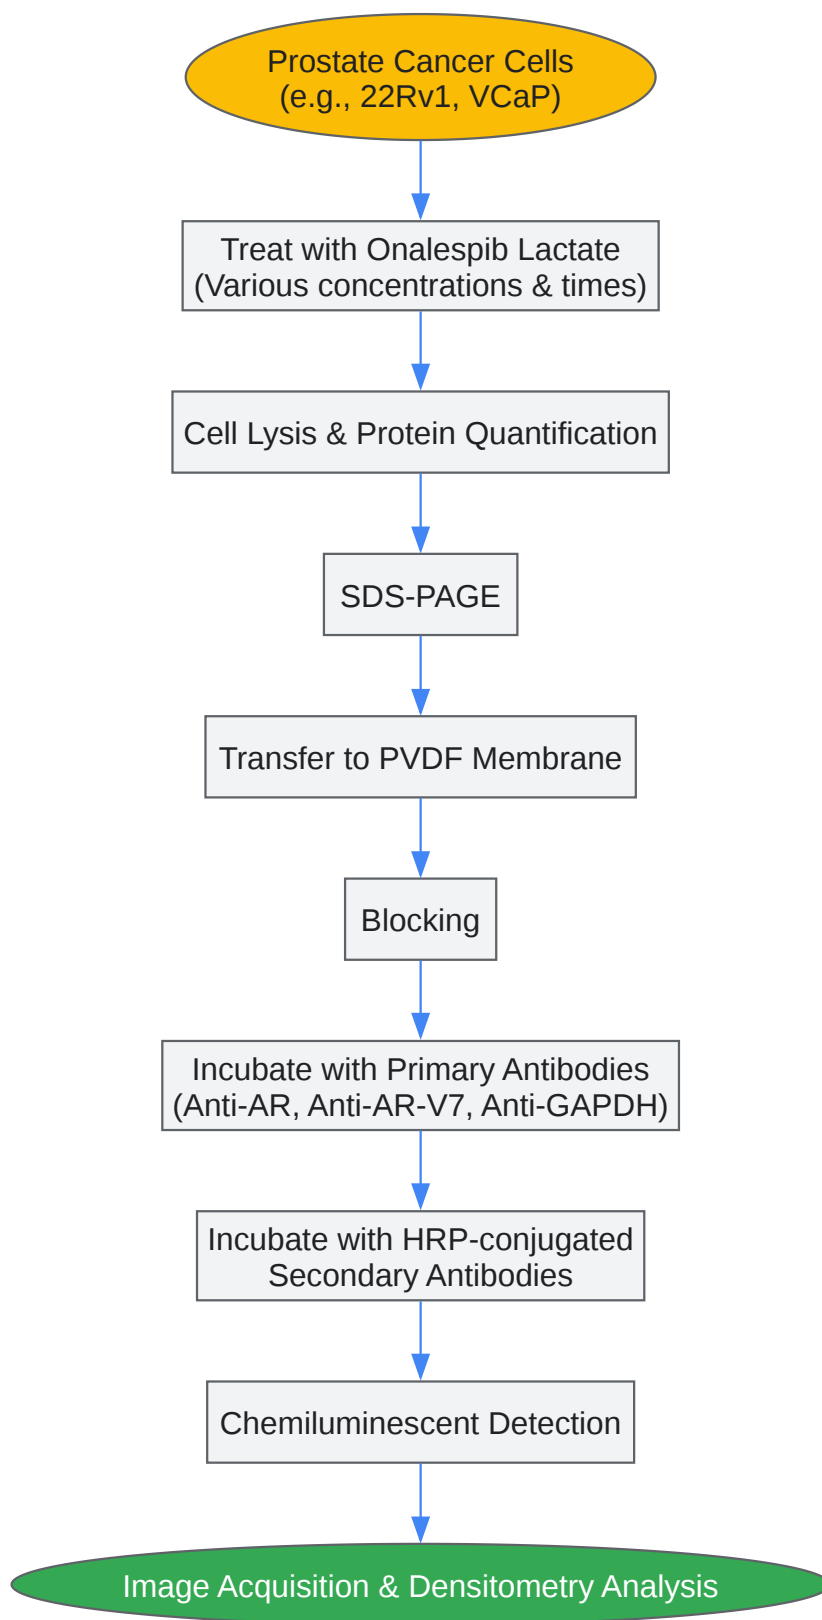 Prostate Cancer Cells
(e.g., 22Rv1, VCaP)
Treat with Onalespib Lactate
(Various concentrations & times)
Cell Lysis & Protein Quantification
SDS-PAGE
Transfer to PVDF Membrane
Blocking
Incubate with Primary Antibodies
(Anti-AR, Anti-AR-V7, Anti-GAPDH)
Incubate with HRP-conjugated
Secondary Antibodies
Chemiluminescent Detection
Image Acquisition & Densitometry Analysis